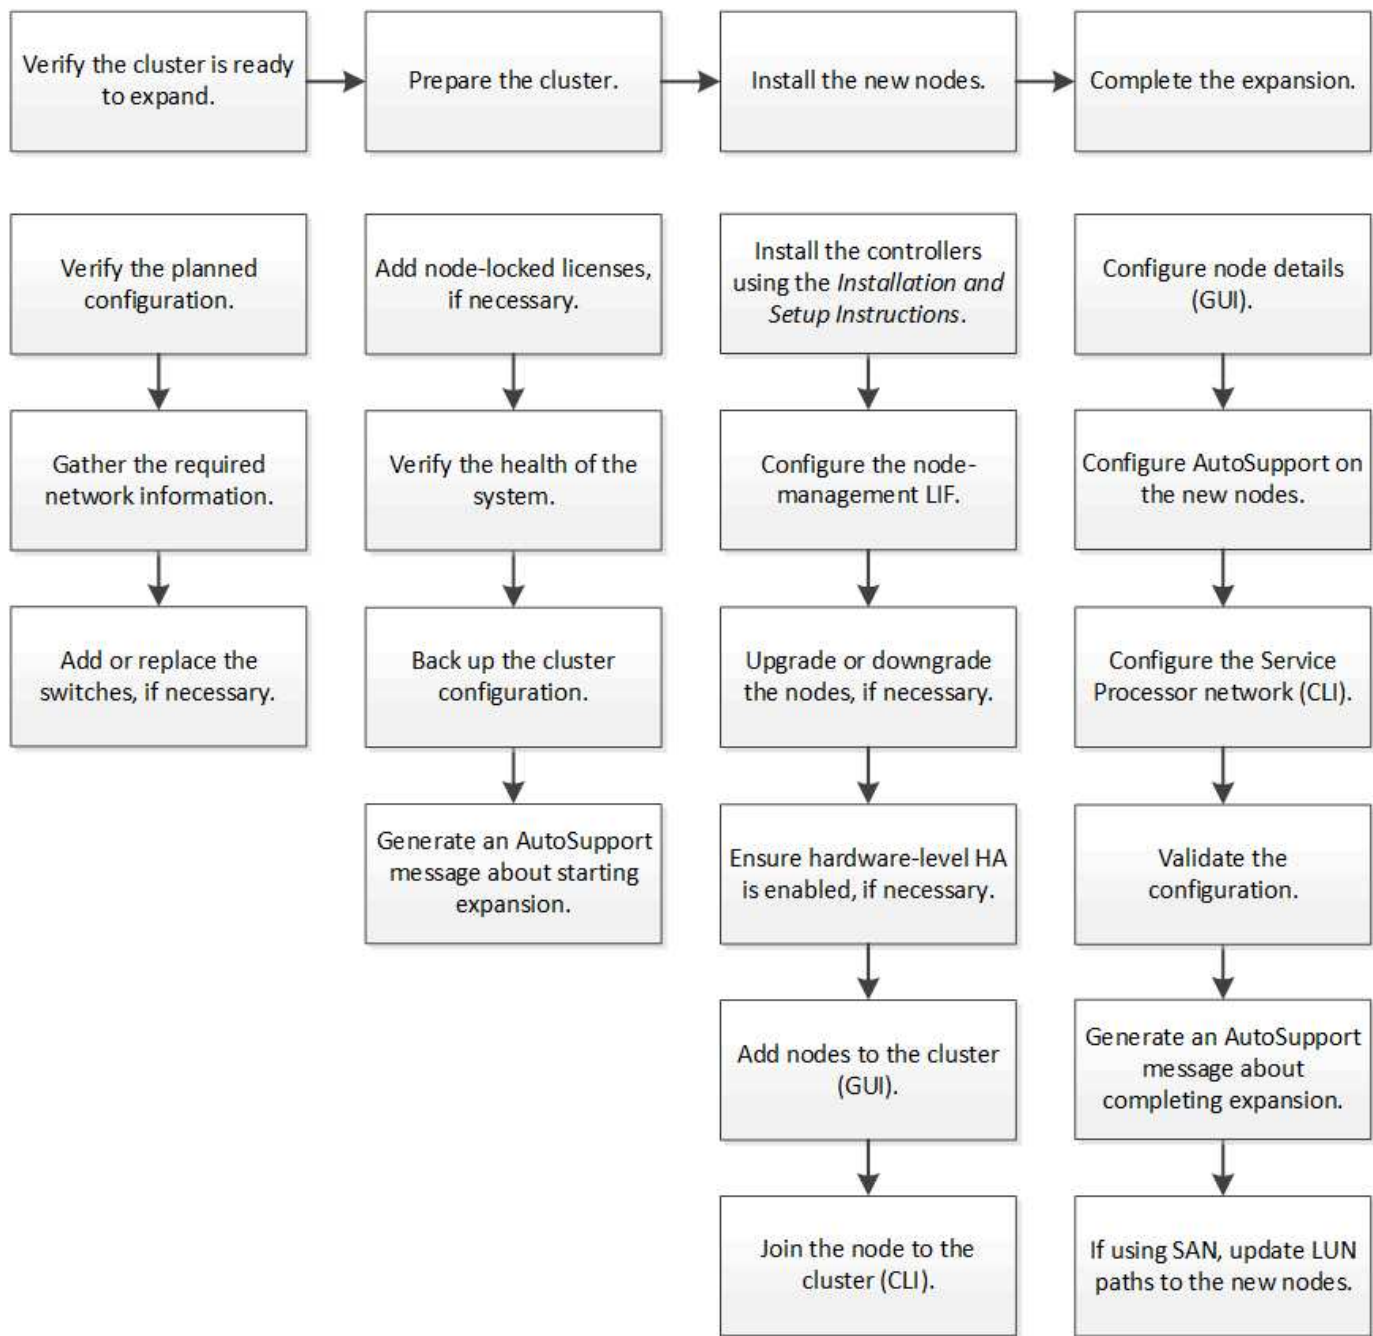 Verify the cluster is ready
to expand.
Prepare the cluster.
Install the new nodes.
Complete the expansion.
Verify the planned
configuration.
Gather the required
network information.
Add or replace the
switches, if necessary.
Add node-locked licenses,
if necessary.
Verify the health of the
system.
Back up the cluster
configuration.
Generate an AutoSupport
message about starting
expansion.
Install the controllers
using the Installation and
Setup Instructions.
Configure the node-
management LIF.
Upgrade or downgrade
the nodes, if necessary.
Ensure hardware-level HA
is enabled, if necessary.
Add nodes to the cluster
(GUI).
Join the node to the
cluster (CLI).
Configure node details
(GUI).
Configure AutoSupport on
the new nodes.
Configure the Service
Processor network (CLI).
Validate the
configuration.
Generate an AutoSupport
message about
completing expansion.
If using SAN, update LUN
paths to the new nodes.